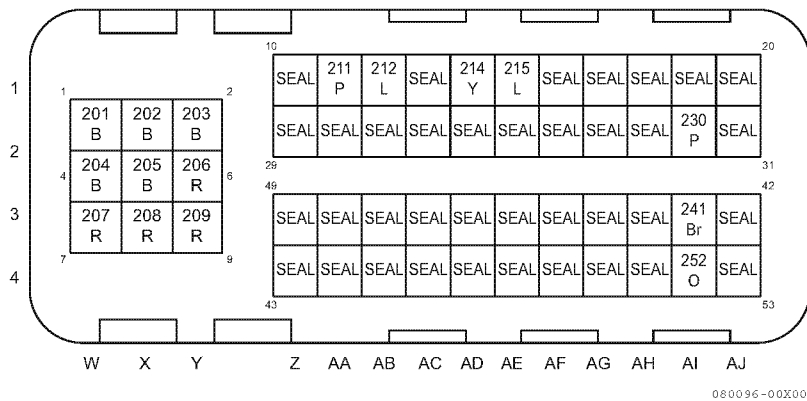 10 20
SEAL 211 P 212 L SEAL 214 Y 215 L SEAL SEAL SEAL SEAL SEAL
1
1 2
201 B 202 B 203 B
SEAL SEAL SEAL SEAL SEAL SEAL SEAL SEAL SEAL 230 P SEAL
2
29 31
4 204 B 205 B 206 R 6
49 42
3
SEAL SEAL SEAL SEAL SEAL SEAL SEAL SEAL SEAL 241 Br SEAL
207 R 208 R 209 R
7 9
4
SEAL SEAL SEAL SEAL SEAL SEAL SEAL SEAL SEAL 252 O SEAL
43 53
W X Y Z AA AB AC AD AE AF AG AH AI AJ
080096-00X00